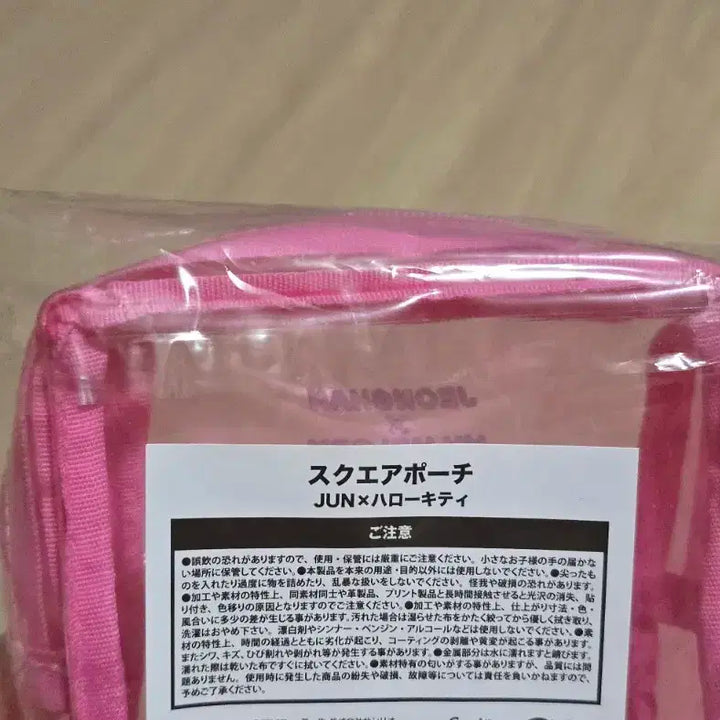 JEONGHAN
×
スクエアポーチ
JUN×ハローキティ
ご注意
●誤飲の恐れがありますので、使用・保管には厳重にご注意ください。小さなお子様の手の届かな
い場所に保管してください。●本製品を本来の用途・目的以外には使用しないでください。●尖ったも
のを入れたり過度に物を詰めたり、乱暴な扱いをしないでください。怪我や破損の恐れがあります。
●加工や素材の特性上、同素材同士や革製品、プリント製品と長時間接触させると光沢の消失、貼
り付き、色移りの原因となりますのでご注意ください。●加工や素材の特性上、仕上がり寸法・色・
風合いに多少の差が生じる事があります。汚れた場合は湿らせた布をかたく絞ってから優しく拭き取り、
洗濯はおやめ下さい。漂白剤やシンナー・ベンジン・アルコールなどは使用しないでください。●素
材の特性上、時間の経過とともに劣化が起こり、コーティングの剥離や黄変が起こる事があります。
またシワ、キズ、ひび割れや剥がれ等が発生する事があります。●金属部分は水に濡れますと錆びます。
濡れた際は乾いた布ですぐに拭いてください。●素材特有の匂いがする事がありますが、品質には問
題ありません。使用時に発生した商品の紛失や破損、故障等については責任を負いかねますので、
予めご了承ください。